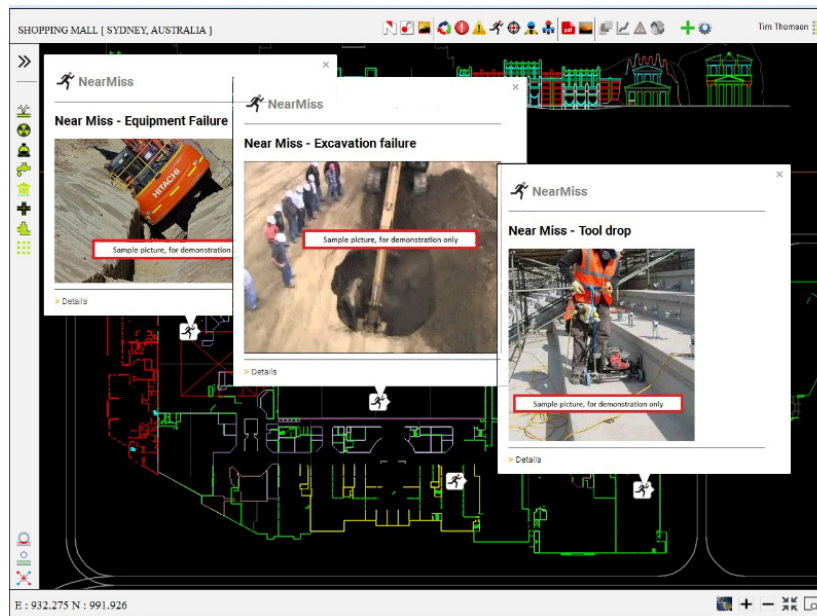 SHOPPING MALL [ SYDNEY, AUSTRALIA ]
Tim Thomson
NearMiss
Near Miss - Equipment Failure
HITACHI
Sample picture, for demonstration only
> Details
NearMiss
Near Miss - Excavation failure
Sample picture, for demonstration only
> Details
NearMiss
Near Miss - Tool drop
Sample picture, for demonstration only
> Details
E : 932.275 N : 991.926